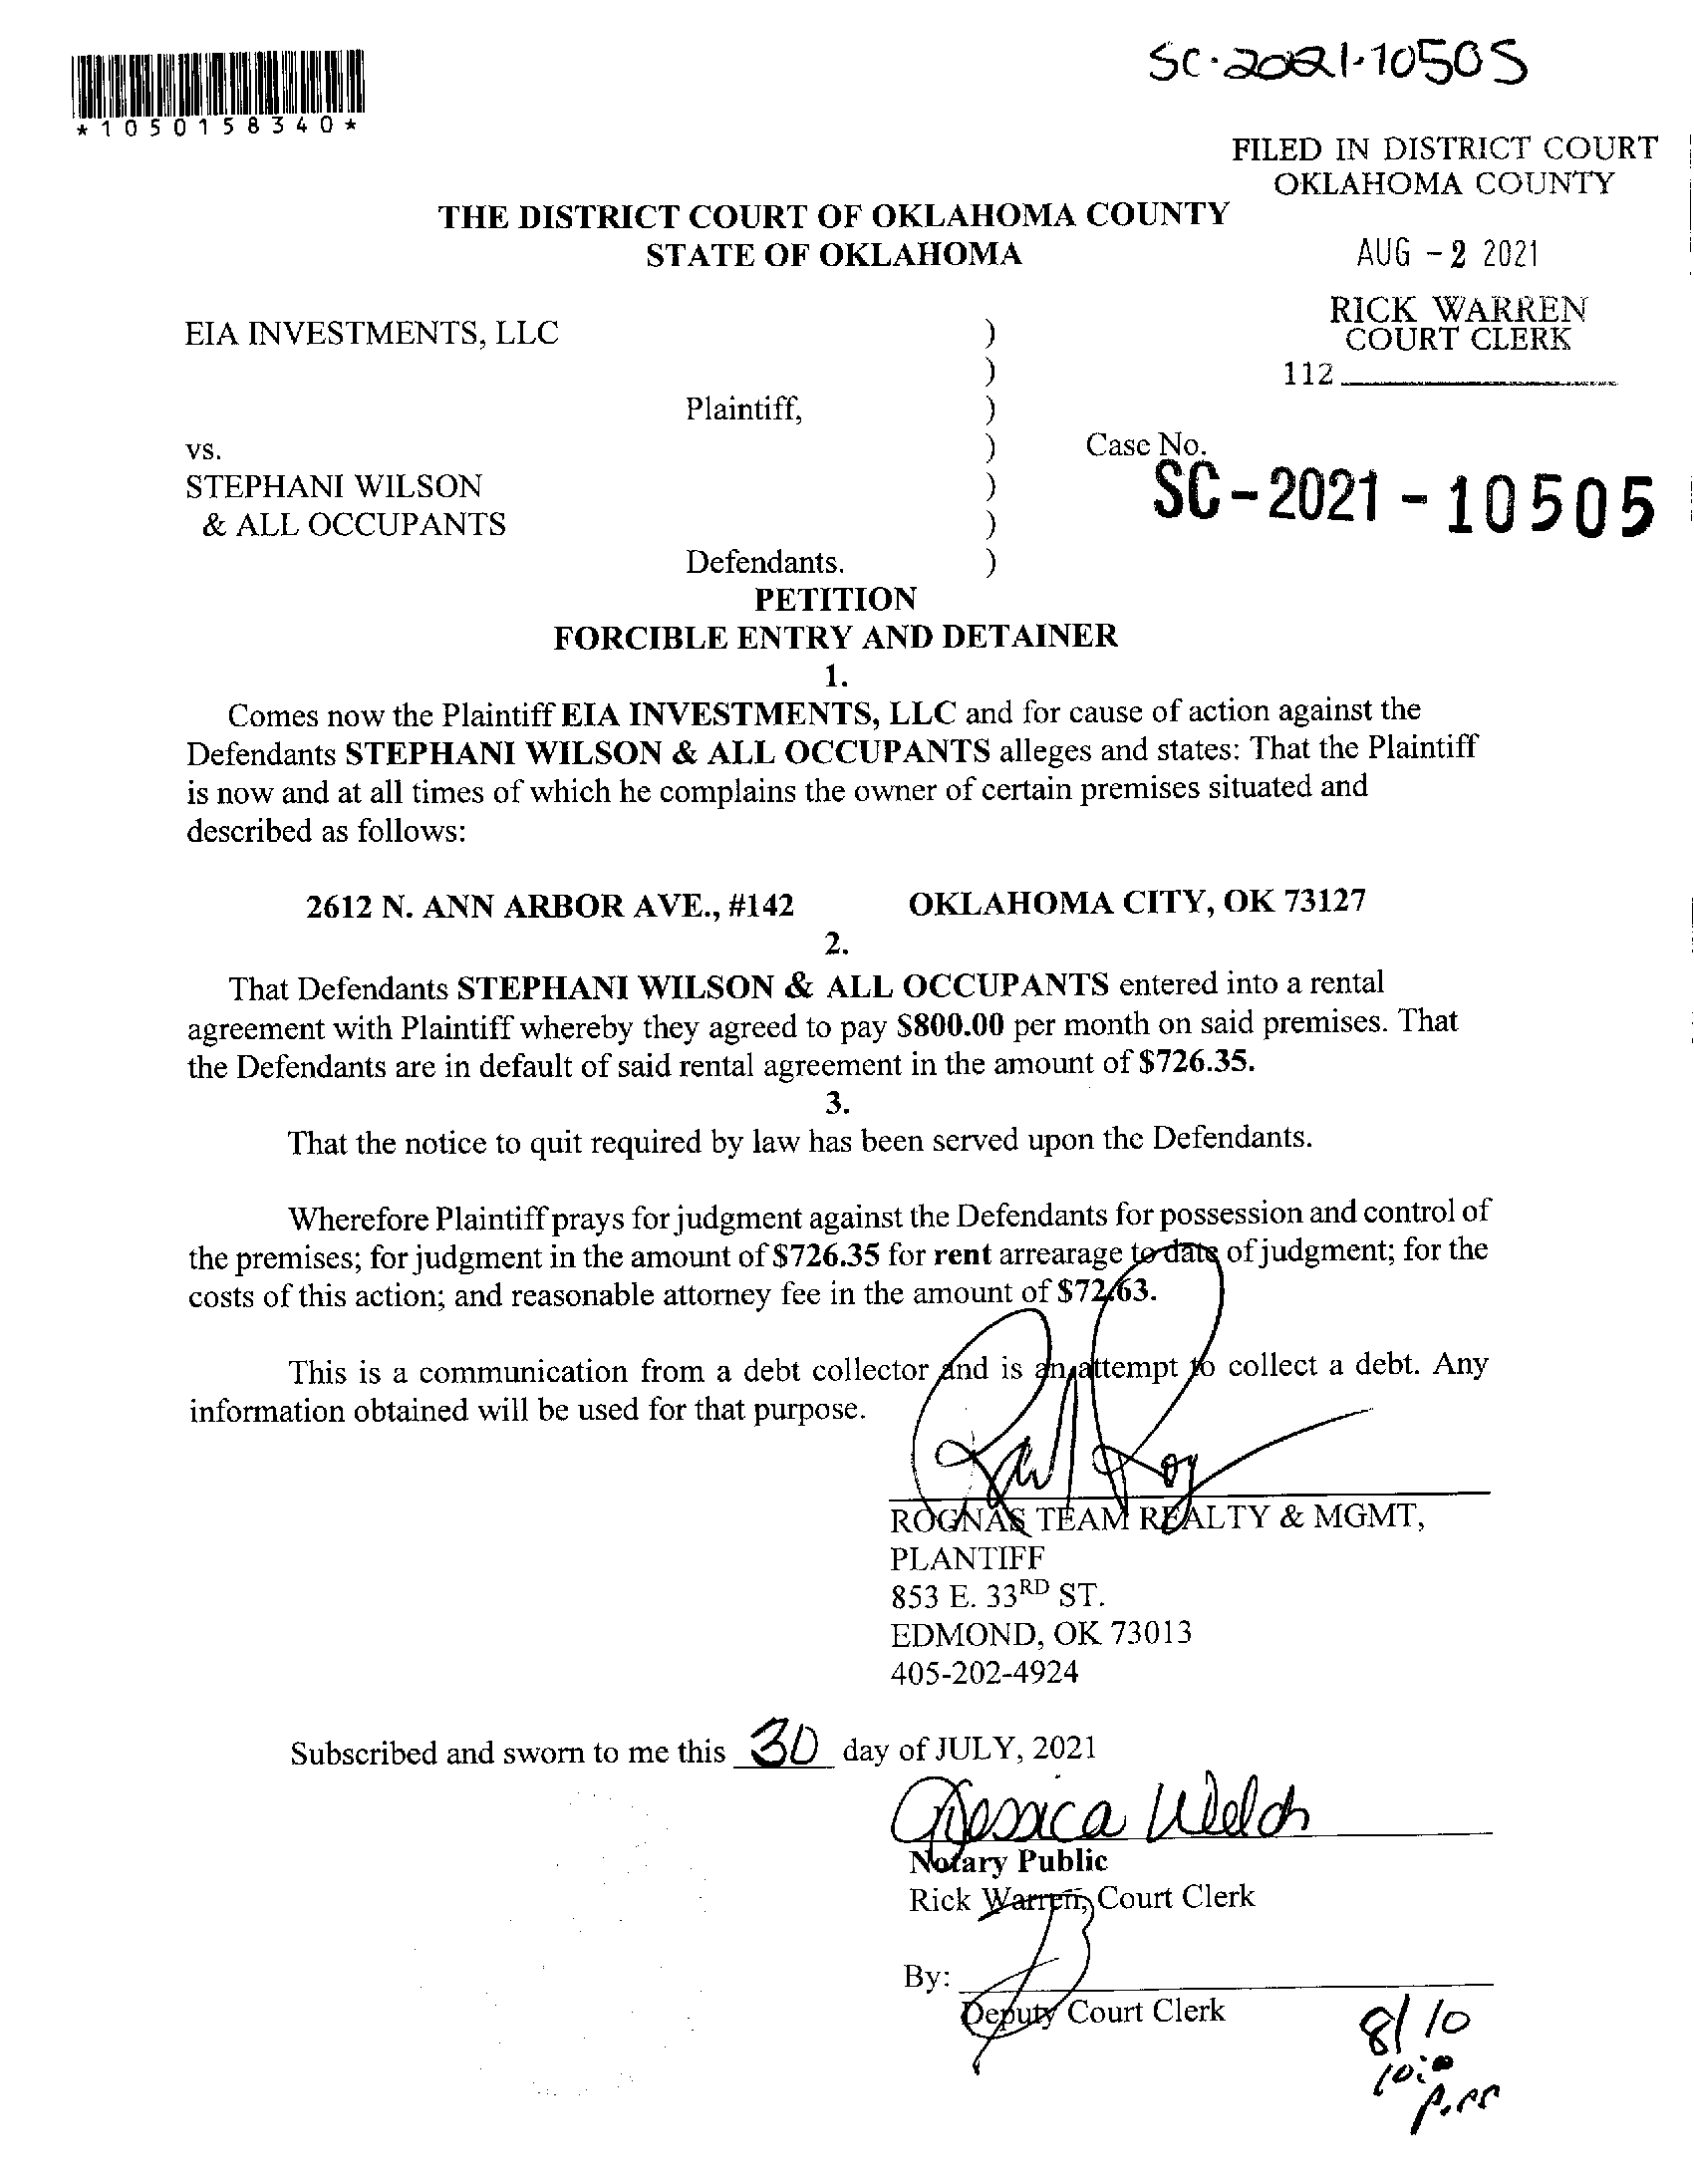 SC-2021-10505
*1050158340*
FILED IN DISTRICT COURT
OKLAHOMA COUNTY
THE DISTRICT COURT OF OKLAHOMA COUNTY
STATE OF OKLAHOMA
AUG - 2 2021
RICK WARREN
COURT CLERK
112
EIA INVESTMENTS, LLC )
)
Plaintiff, )
vs. ) Case No.
STEPHANI WILSON ) SC-2021-10505
& ALL OCCUPANTS )
Defendants. )
PETITION
FORCIBLE ENTRY AND DETAINER
1.
Comes now the Plaintiff EIA INVESTMENTS, LLC and for cause of action against the
Defendants STEPHANI WILSON & ALL OCCUPANTS alleges and states: That the Plaintiff
is now and at all times of which he complains the owner of certain premises situated and
described as follows:
2612 N. ANN ARBOR AVE., #142 OKLAHOMA CITY, OK 73127
2.
That Defendants STEPHANI WILSON & ALL OCCUPANTS entered into a rental
agreement with Plaintiff whereby they agreed to pay $800.00 per month on said premises. That
the Defendants are in default of said rental agreement in the amount of $726.35.
3.
That the notice to quit required by law has been served upon the Defendants.
Wherefore Plaintiff prays for judgment against the Defendants for possession and control of
the premises; for judgment in the amount of $726.35 for rent arrearage to date of judgment; for the
costs of this action; and reasonable attorney fee in the amount of $72.63.
This is a communication from a debt collector and is an attempt to collect a debt. Any
information obtained will be used for that purpose.
ROGNAS TEAM REALTY & MGMT,
PLANTIFF
853 E. 33RD ST.
EDMOND, OK 73013
405-202-4924
Subscribed and sworn to me this 30 day of JULY, 2021
Jessica Welch
Notary Public
Rick Warren, Court Clerk
By:
Deputy Court Clerk
8/10
10:00